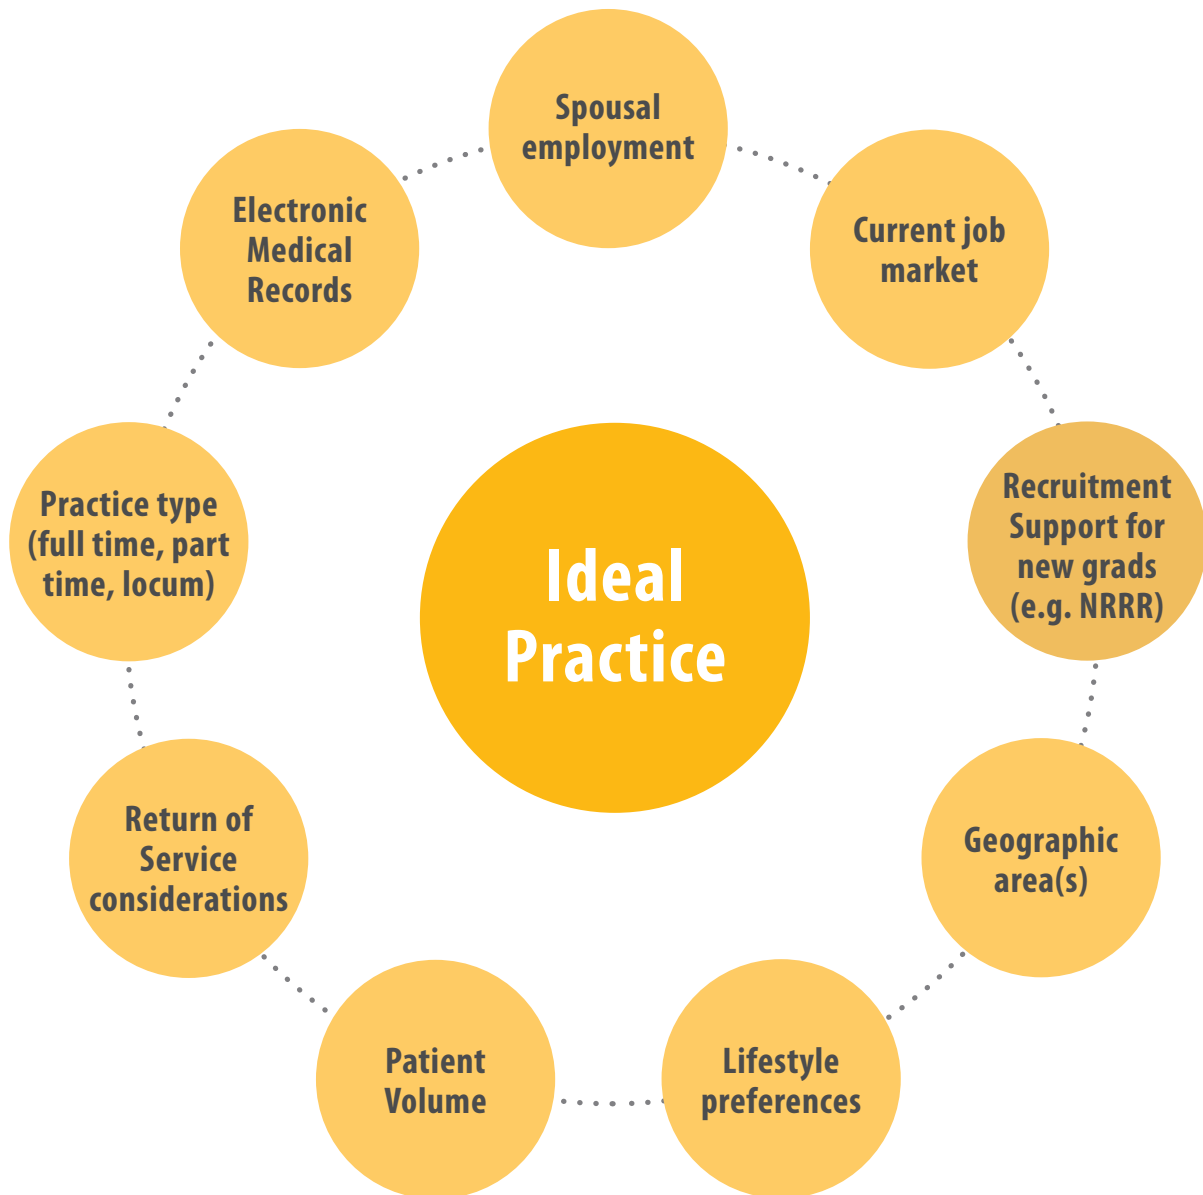 Spousal
employment
Current job
market
Recruitment
Support for
new grads
(e.g. NRRR)
Geographic
area(s)
Lifestyle
preferences
Patient
Volume
Return of
Service
considerations
Practice type
(full time, part
time, locum)
Electronic
Medical
Records
Ideal
Practice